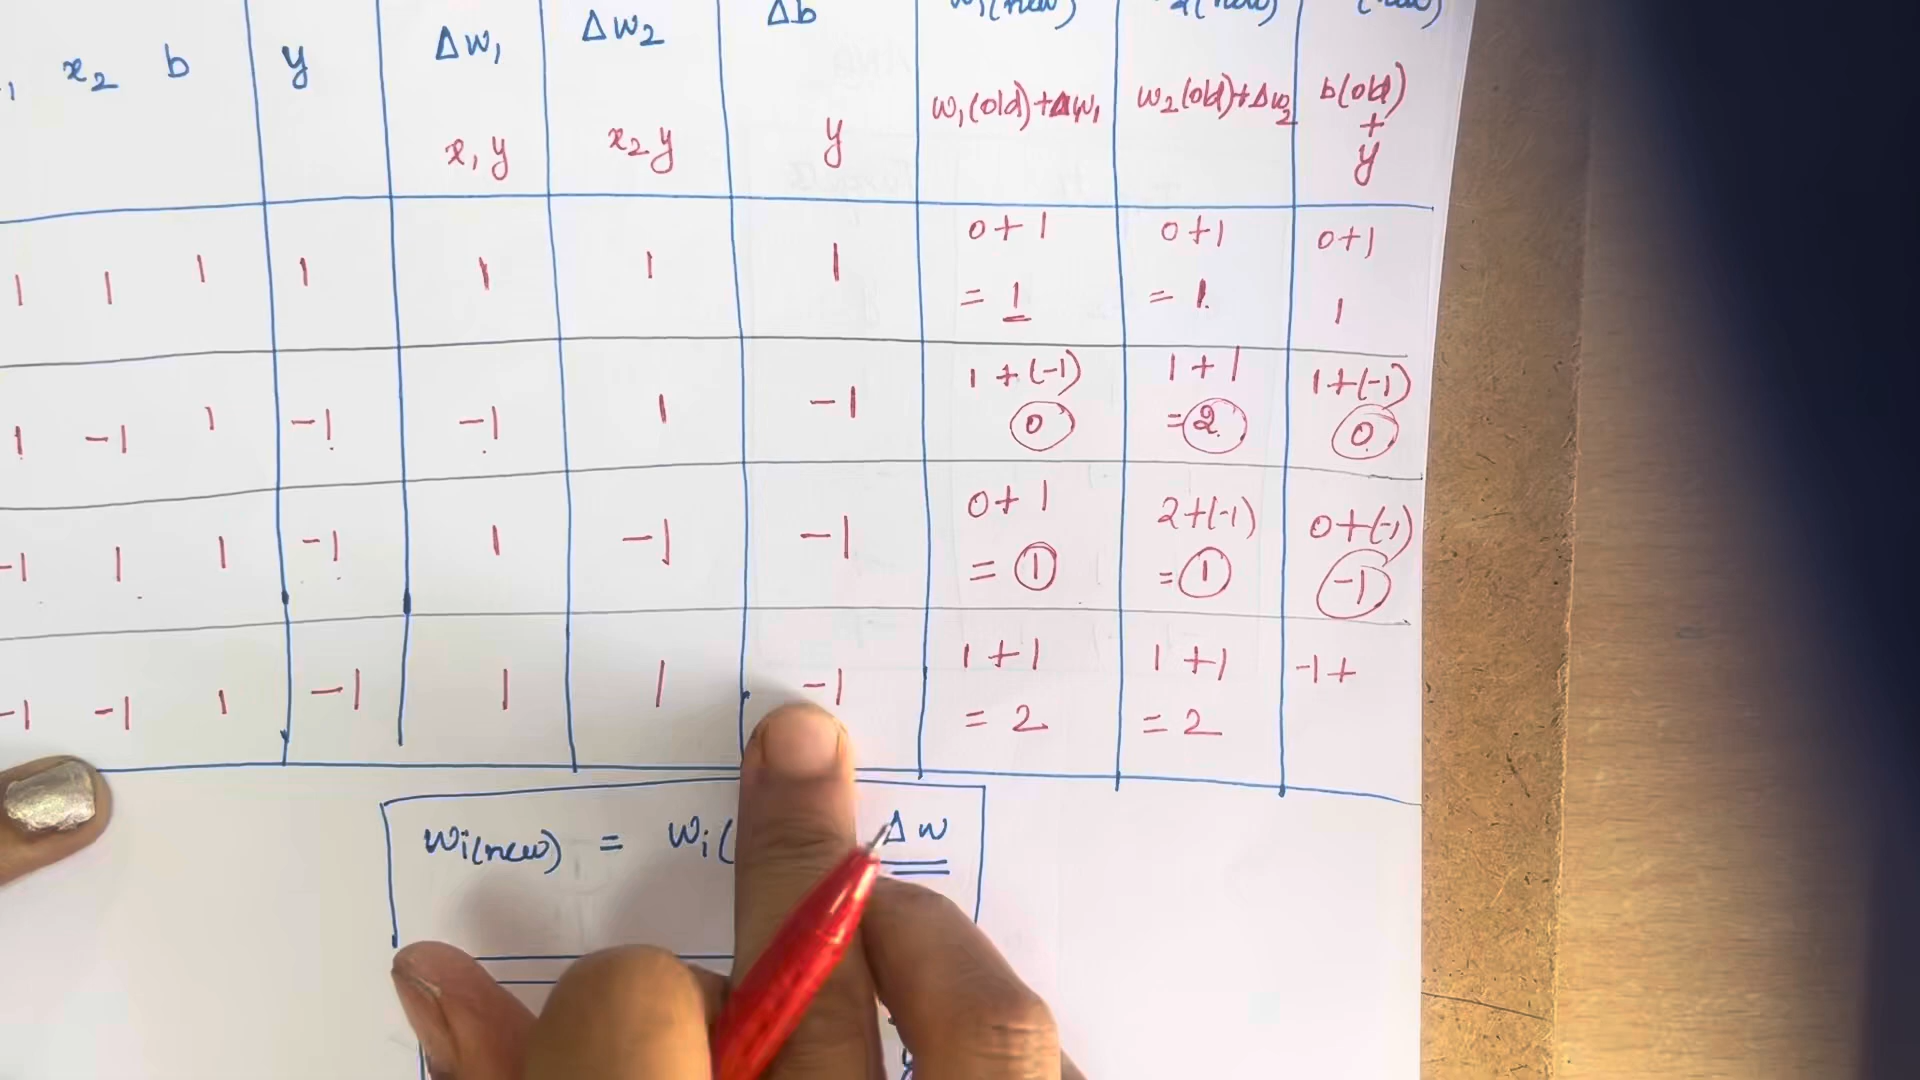 x2 b y Δw1 Δw2 Δb
x1y x2y y w1(old)+Δw1 w2(old)+Δw2 b(old)
+
y
1 1 1 1 1 1 1 0+1 0+1 0+1
= 1 = 1 1
1 -1 1 -1 -1 1 -1 1+(-1) 1+1 1+(-1)
0 =2 0
-1 1 1 -1 1 -1 -1 0+1 2+(-1) 0+(-1)
= 1 =1 -1
-1 -1 1 -1 1 1 -1 1+1 1+1 -1+
= 2 = 2
wi(new) = wi( Δw